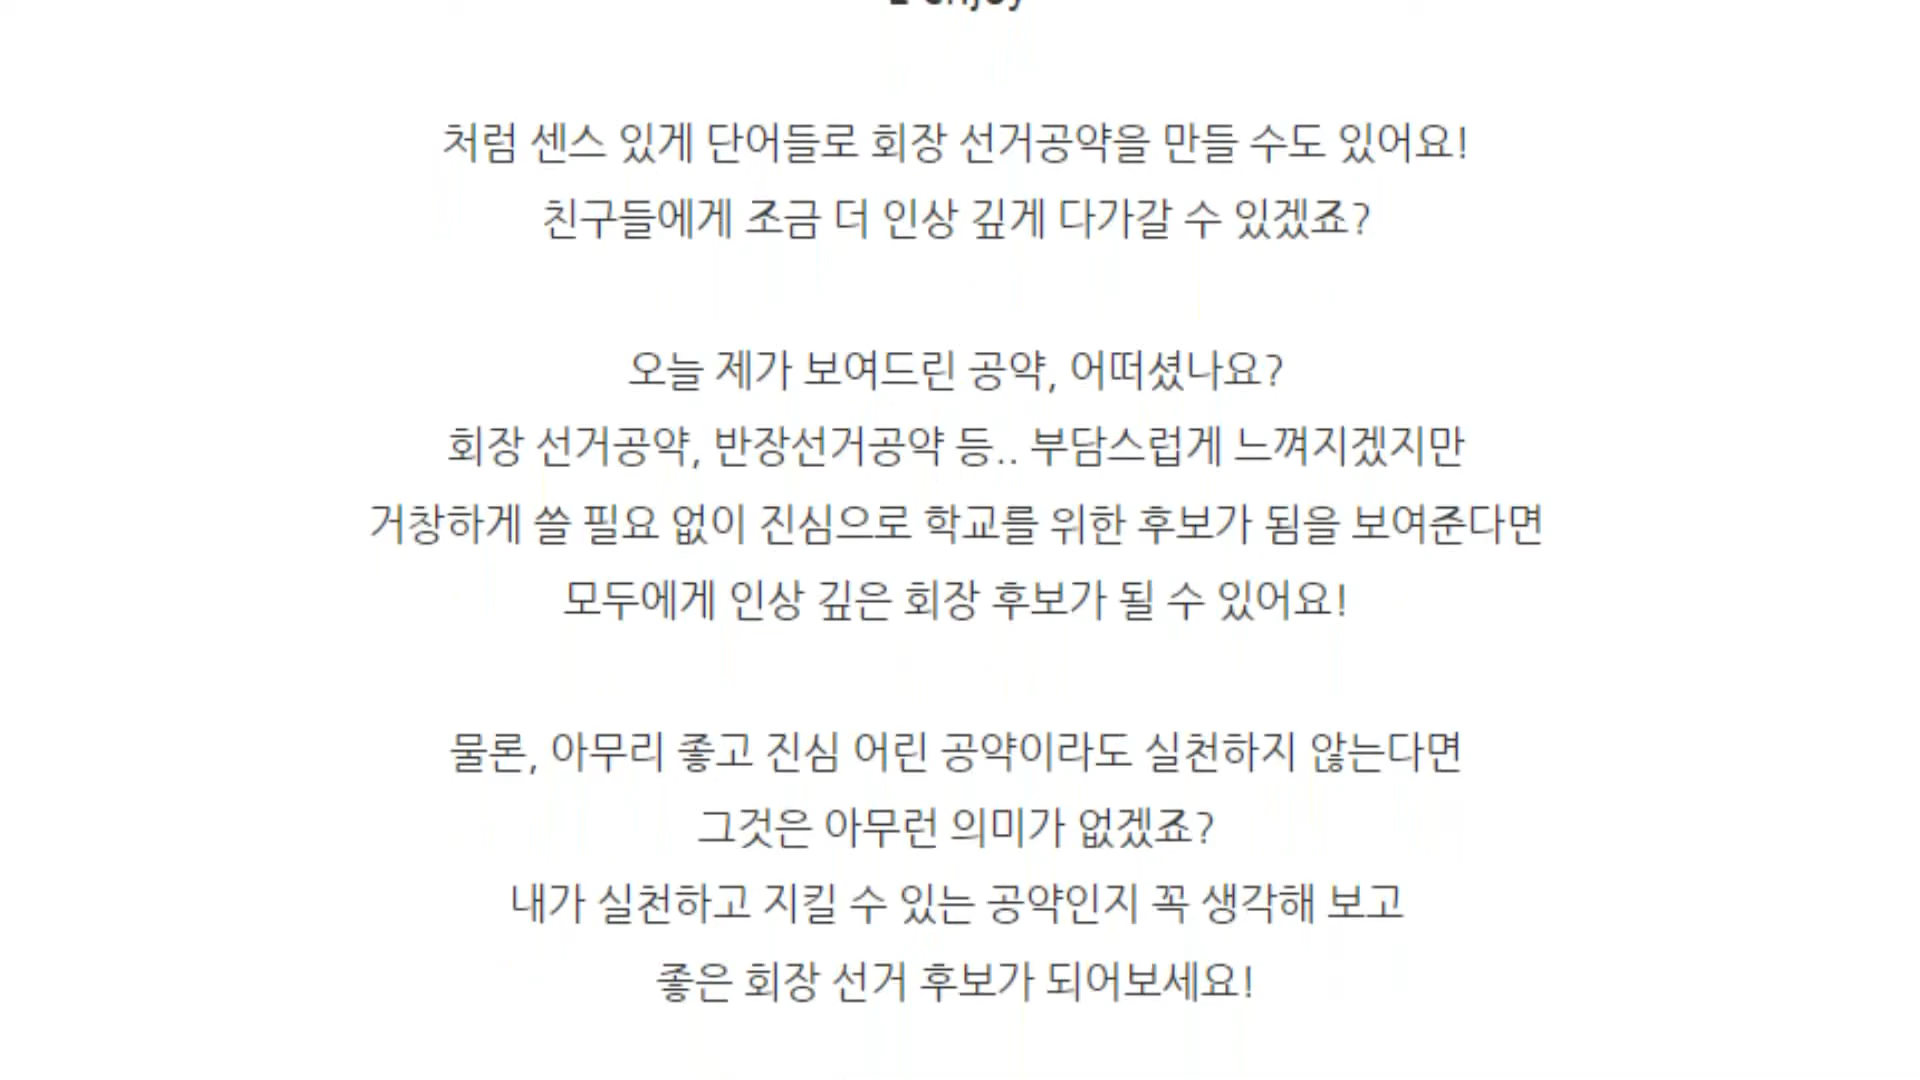 처럼 센스 있게 단어들로 회장 선거공약을 만들 수도 있어요!
친구들에게 조금 더 인상 깊게 다가갈 수 있겠죠?
오늘 제가 보여드린 공약, 어떠셨나요?
회장 선거공약, 반장선거공약 등.. 부담스럽게 느껴지겠지만
거창하게 쓸 필요 없이 진심으로 학교를 위한 후보가 됨을 보여준다면
모두에게 인상 깊은 회장 후보가 될 수 있어요!
물론, 아무리 좋고 진심 어린 공약이라도 실천하지 않는다면
그것은 아무런 의미가 없겠죠?
내가 실천하고 지킬 수 있는 공약인지 꼭 생각해 보고
좋은 회장 선거 후보가 되어보세요!